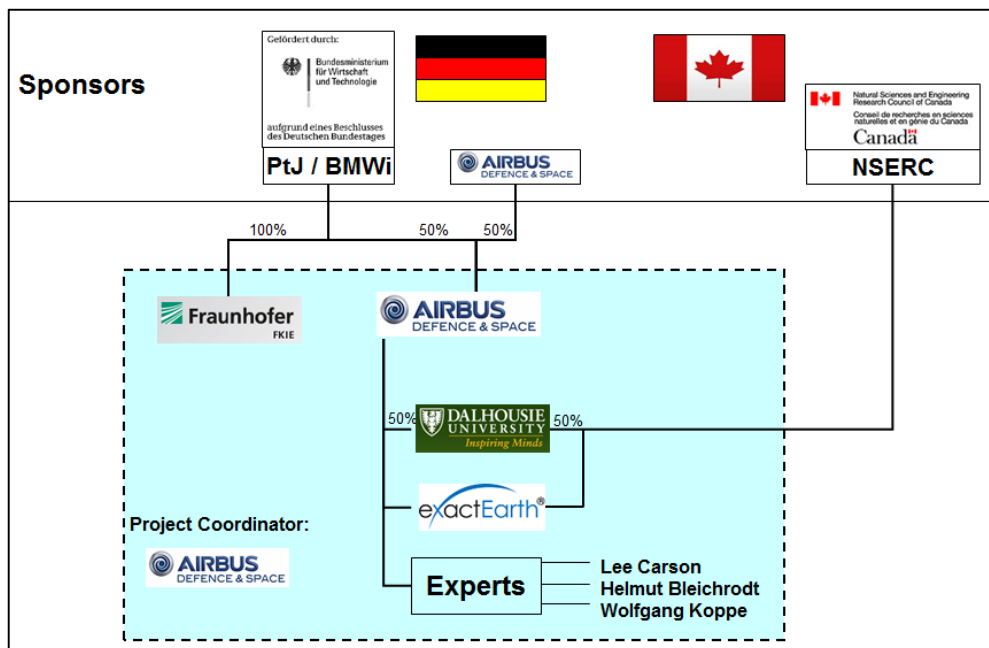 Sponsors
Gefördert durch:
Bundesministerium
für Wirtschaft
und Technologie
aufgrund eines Beschlusses
des Deutschen Bundestages
PtJ / BMWi
AIRBUS
DEFENCE & SPACE
Natural Sciences and Engineering
Research Council of Canada
Conseil de recherches en sciences
naturelles et en génie du Canada
Canada
NSERC
100%
50%
50%
Fraunhofer
FKIE
AIRBUS
DEFENCE & SPACE
50%
DALHOUSIE
UNIVERSITY
Inspiring Minds
50%
exactEarth®
Project Coordinator:
AIRBUS
DEFENCE & SPACE
Experts
Lee Carson
Helmut Bleichrodt
Wolfgang Koppe